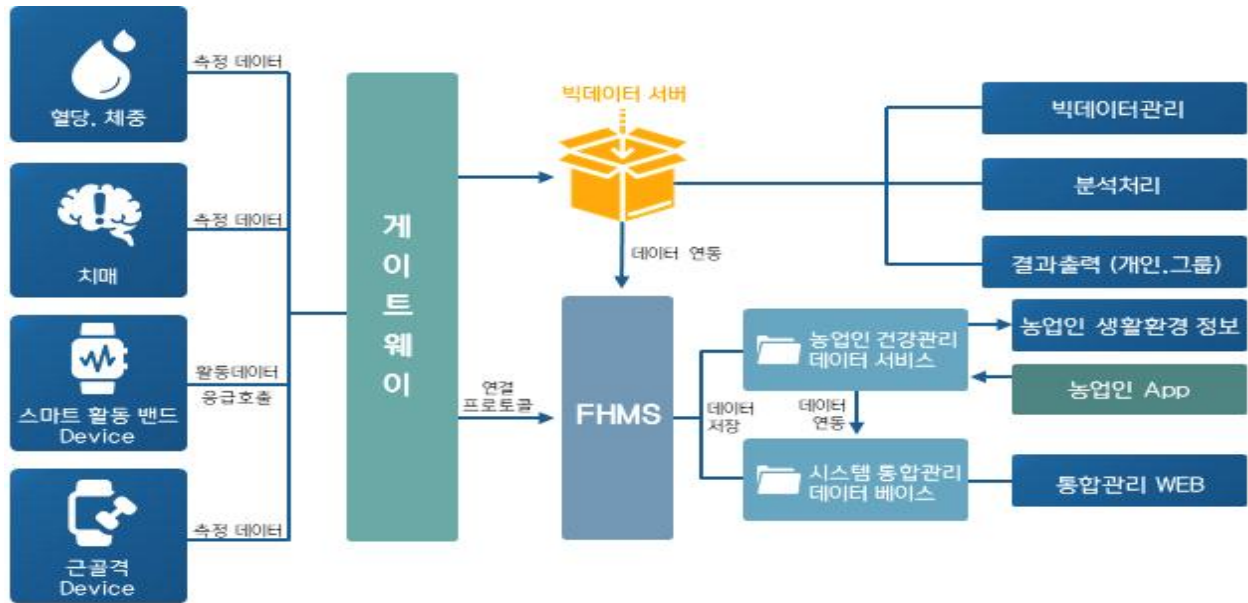 측정 데이터
혈당. 체중
측정 데이터
치매
활동데이터
응급호출
스마트 활동 밴드
Device
측정 데이터
근골격
Device
게
이
트
웨
이
빅데이터 서버
데이터 연동
연결
프로토콜
FHMS
데이터
저장
농업인 건강관리
데이터 서비스
데이터
연동
시스템 통합관리
데이터 베이스
빅데이터관리
분석처리
결과출력 (개인.그룹)
농업인 생활환경 정보
농업인 App
통합관리 WEB